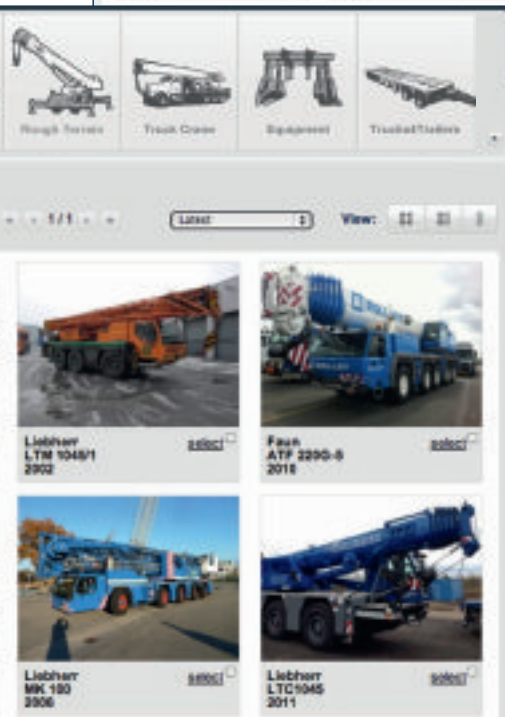 Rough Terrain
Truck Crane
Equipment
Trucks&Trailers
1/1
Latest
View:
Liebherr
LTM 1045/1
2002
select
Faun
ATF 220G-5
2010
select
Liebherr
MK 100
2006
select
Liebherr
LTC1045
2011
select